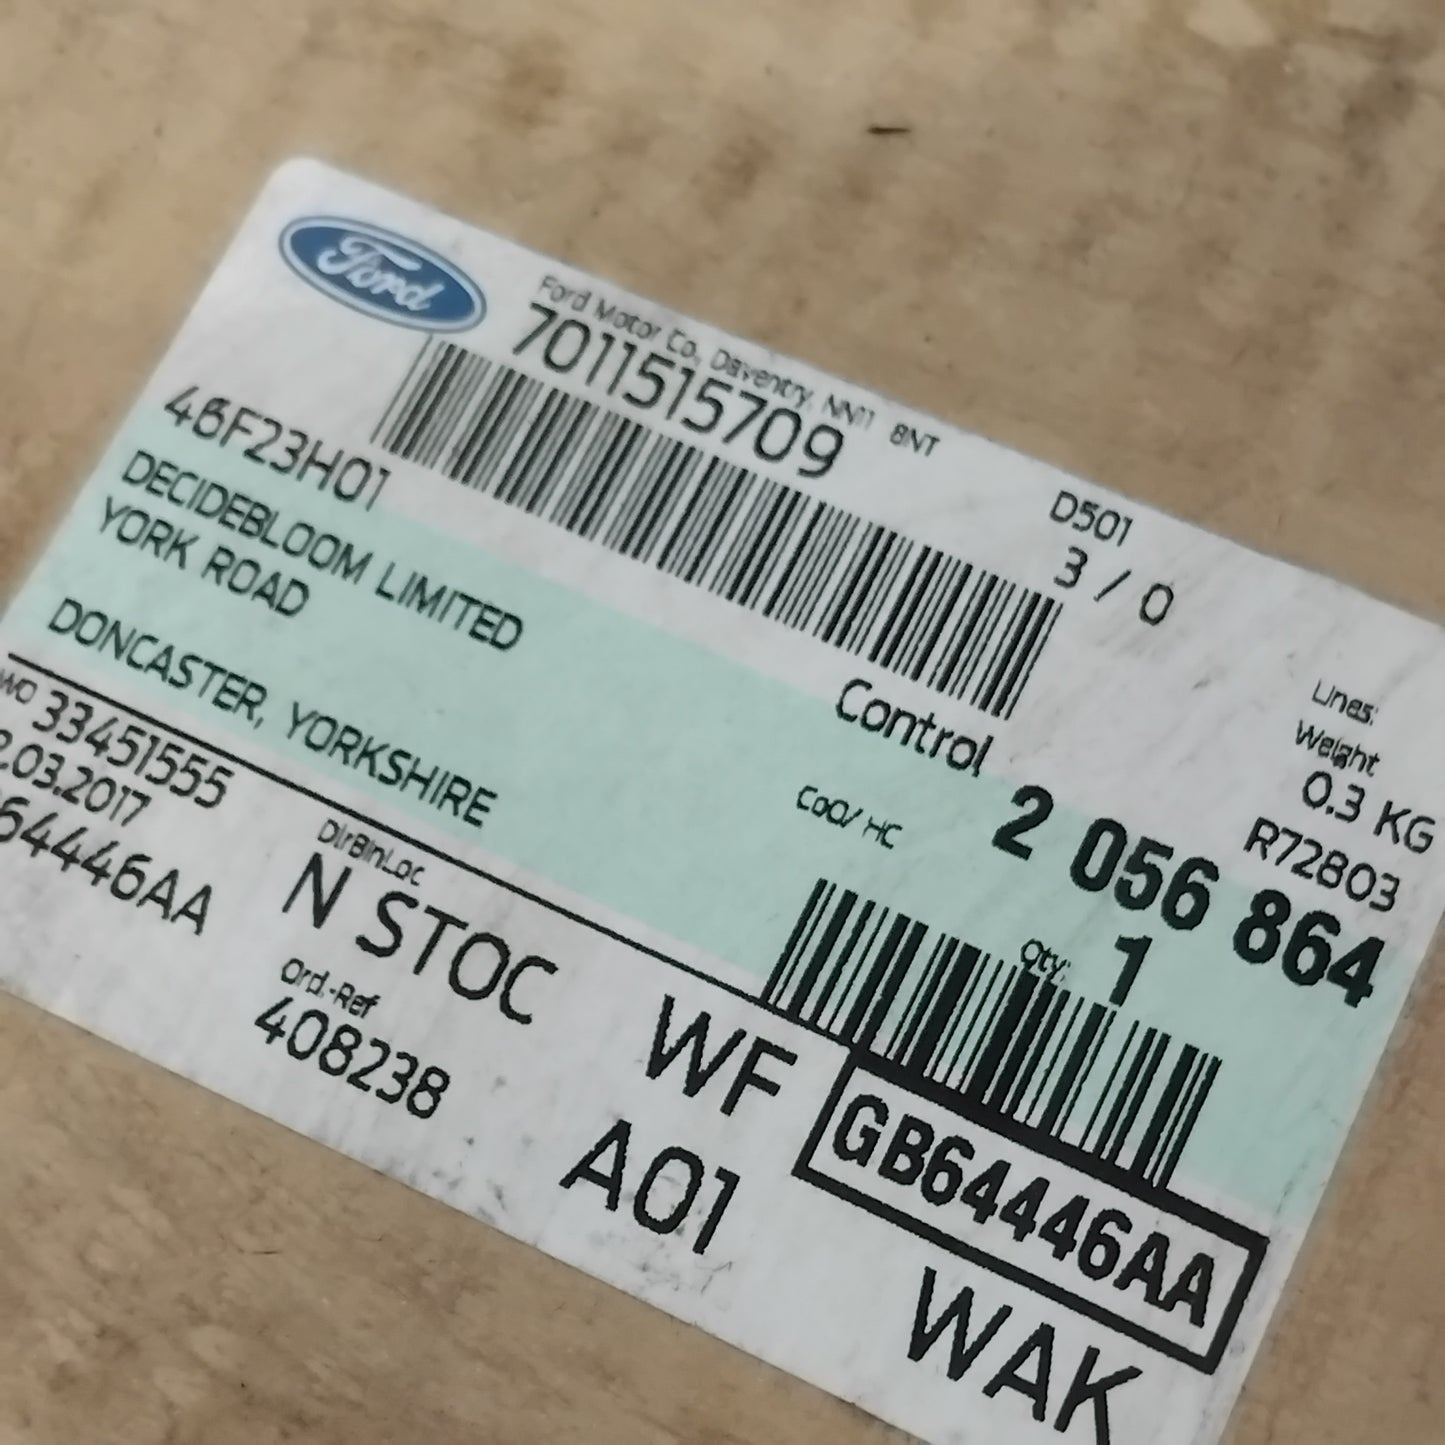 Ford
Ford Motor Co., Daventry, NN11 8NT
7011515709
D501
3 / 0
46F23H01
DECIDEBLOOM LIMITED
YORK ROAD
DONCASTER, YORKSHIRE
Lines:
Weight
0.3 KG
R72803
Control
CoO/ HC
2 056 864
Qty: 1
WO 33451555
.03.2017
64446AA
DlrBinLoc
N STOC
Ord.-Ref
408238
WF
A01
GB64446AA
WAK